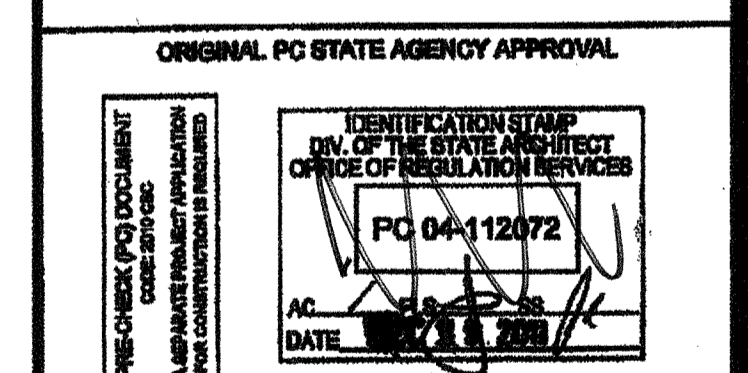 ORIGINAL PC STATE AGENCY APPROVAL
PRE-CHECK (PC) DOCUMENT
CODE: 2010 CBC
A SEPARATE PROJECT APPLICATION
FOR CONSTRUCTION IS REQUIRED
IDENTIFICATION STAMP
DIV. OF THE STATE ARCHITECT
OFFICE OF REGULATION SERVICES
PC 04-112072
AC FLS SS
DATE